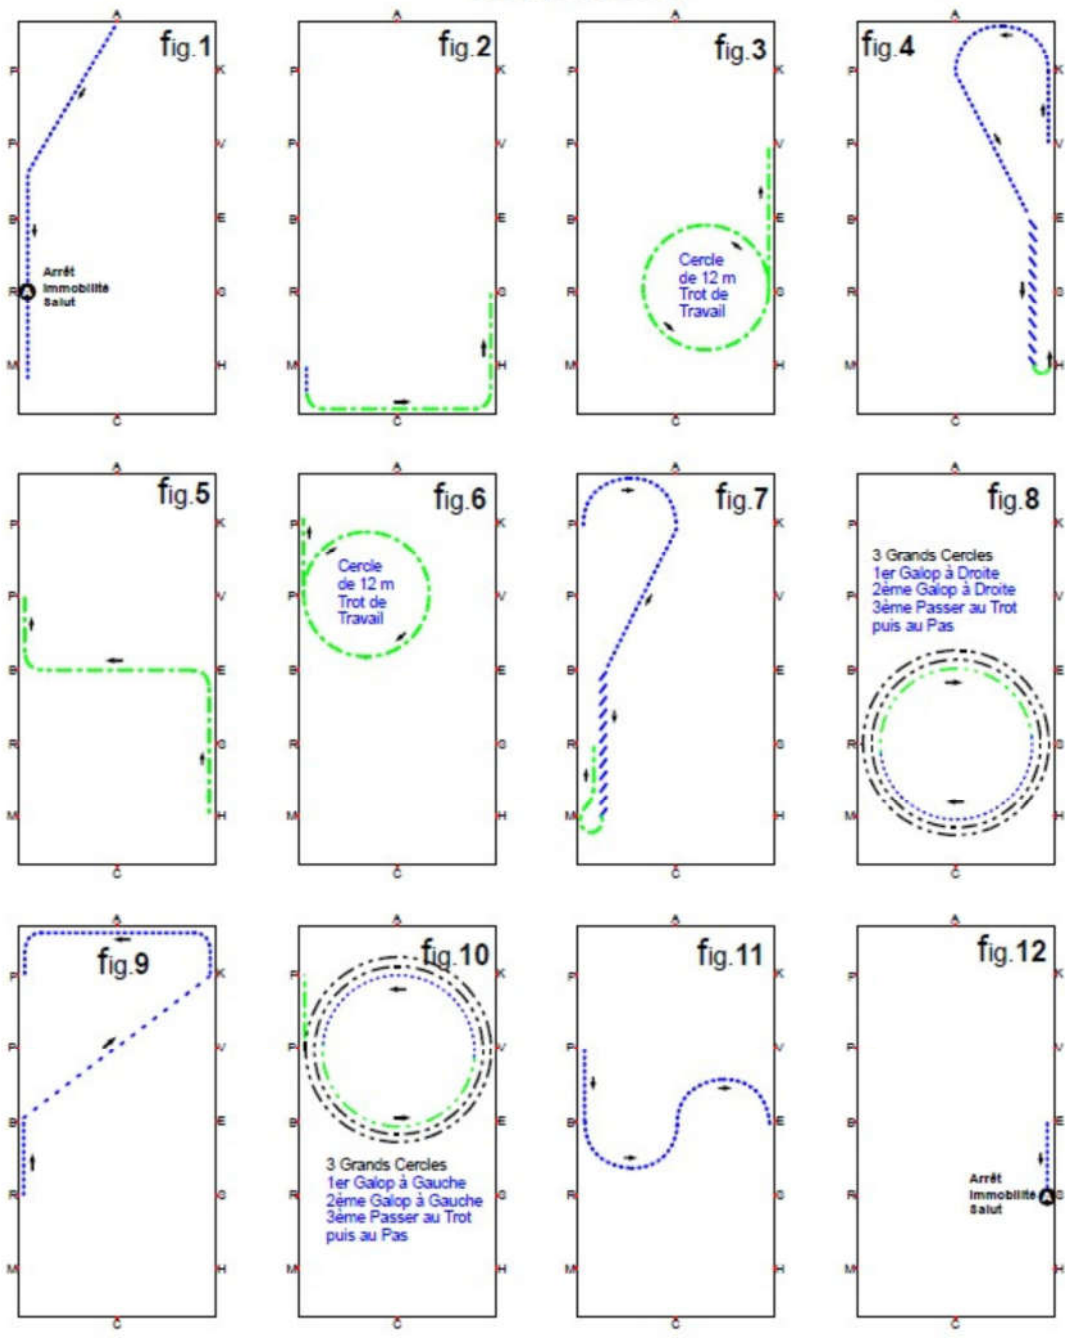 A
fig.1
F K
P V
B E
Arrêt
Immobilité
Salut
R A S
M H
C
A
fig.2
F K
P V
B E
R S
M H
C
A
fig.3
F K
P V
B E
Cercle
de 12 m
Trot de
Travail
R S
M H
C
A
fig.4
F K
P V
B E
R S
M H
C
A
fig.5
F K
P V
B E
R S
M H
C
A
fig.6
F K
Cercle
de 12 m
Trot de
Travail
P V
B E
R S
M H
C
A
fig.7
F K
P V
B E
R S
M H
C
A
fig.8
F K
3 Grands Cercles
1er Galop à Droite
2ème Galop à Droite
3ème Passer au Trot
puis au Pas
P V
B E
R S
M H
C
A
fig.9
F K
P V
B E
R S
M H
C
A
fig.10
F K
P V
B E
3 Grands Cercles
1er Galop à Gauche
2ème Galop à Gauche
3ème Passer au Trot
puis au Pas
R S
M H
C
A
fig.11
F K
P V
B E
R S
M H
C
A
fig.12
F K
P V
B E
Arrêt
Immobilité
Salut
R A S
M H
C